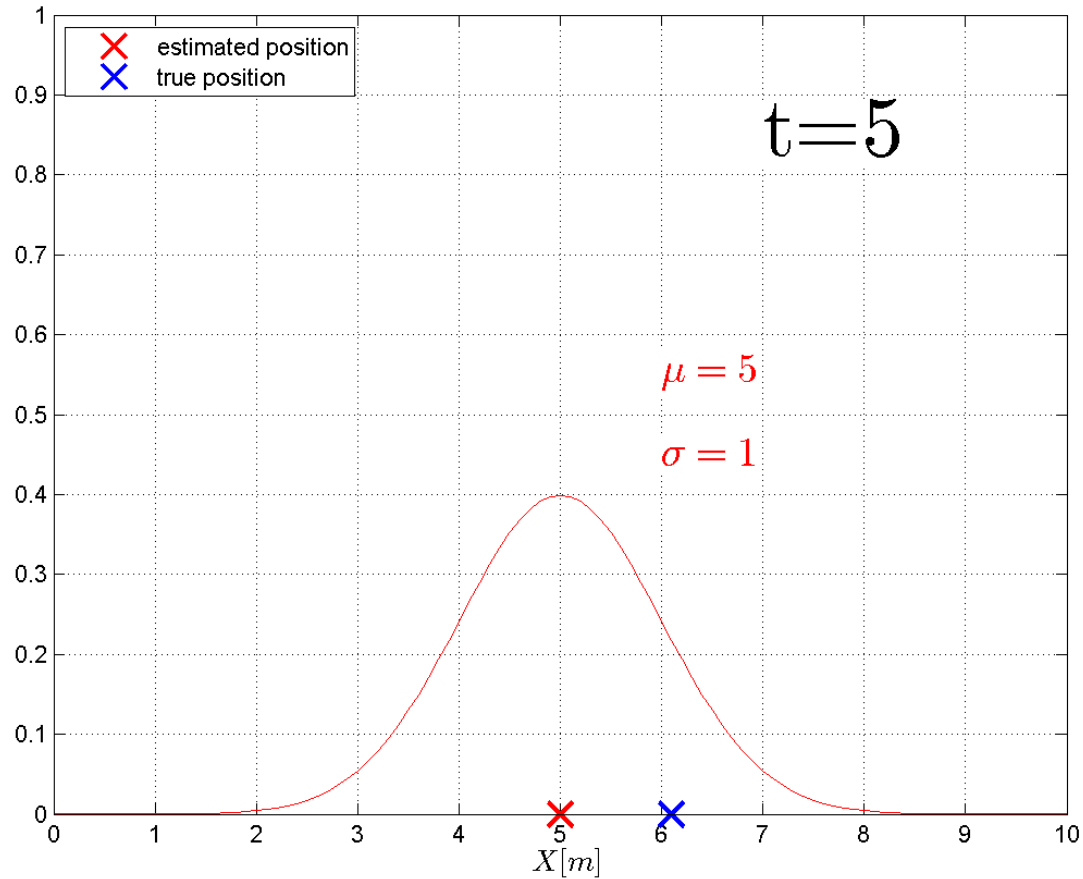 1
estimated position
true position
0.9
t=5
0.8
0.7
0.6
μ = 5
0.5
σ = 1
0.4
0.3
0.2
0.1
0
0 1 2 3 4 5 6 7 8 9 10
X[m]